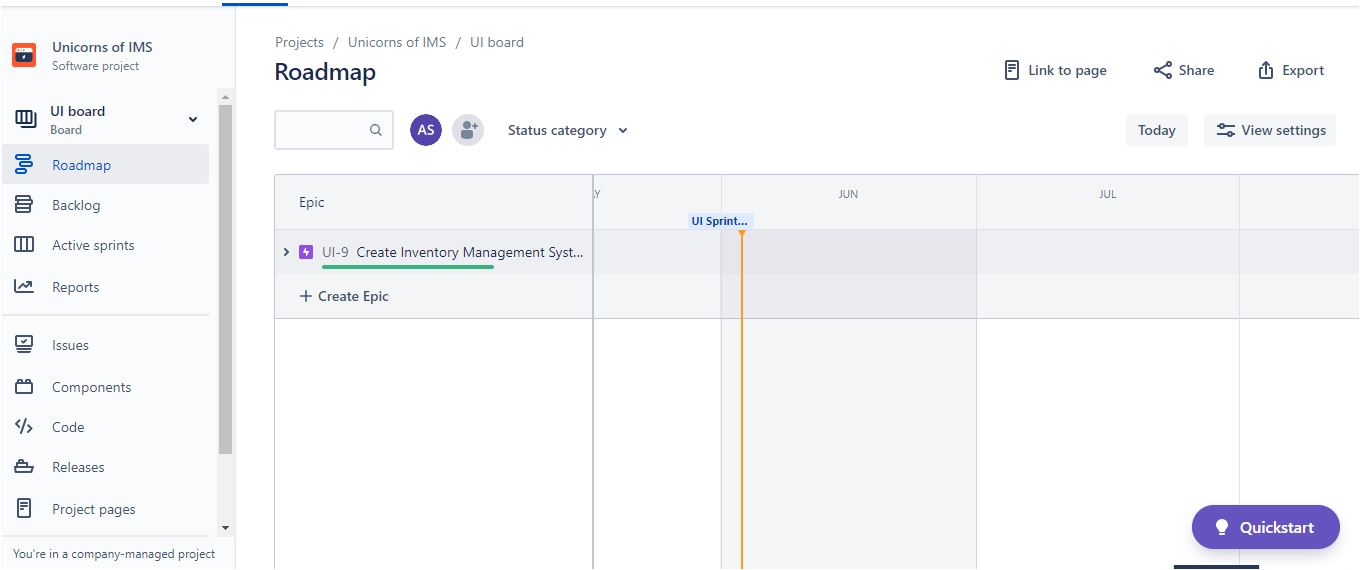 Unicorns of IMS
Software project
UI board
Board
Roadmap
Backlog
Active sprints
Reports
Issues
Components
Code
Releases
Project pages
You're in a company-managed project
Projects / Unicorns of IMS / UI board
Roadmap
Link to page
Share
Export
AS
Status category
Today
View settings
Epic
Y
JUN
JUL
UI Sprint...
UI-9 Create Inventory Management Syst...
+ Create Epic
Quickstart